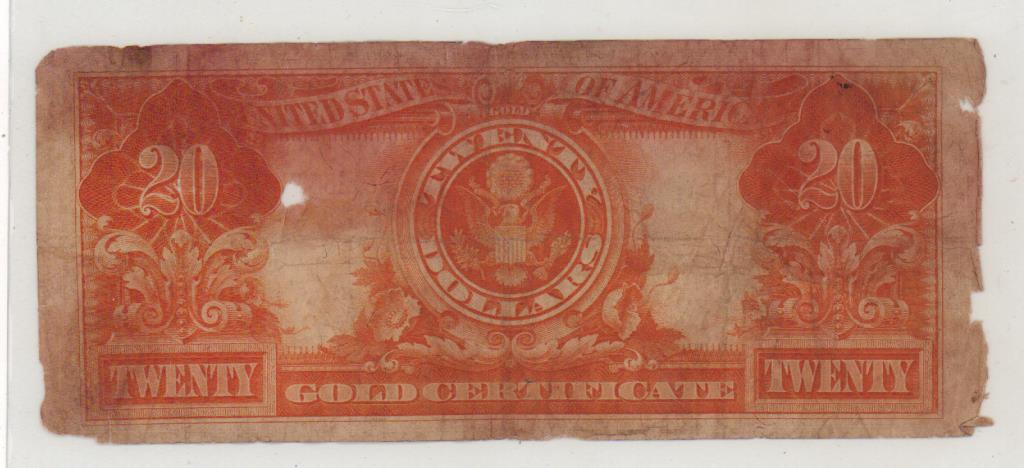 UNITED STATES OF AMERICA
GOLD
20
20
TWENTY
DOLLARS
TWENTY
GOLD CERTIFICATE
TWENTY